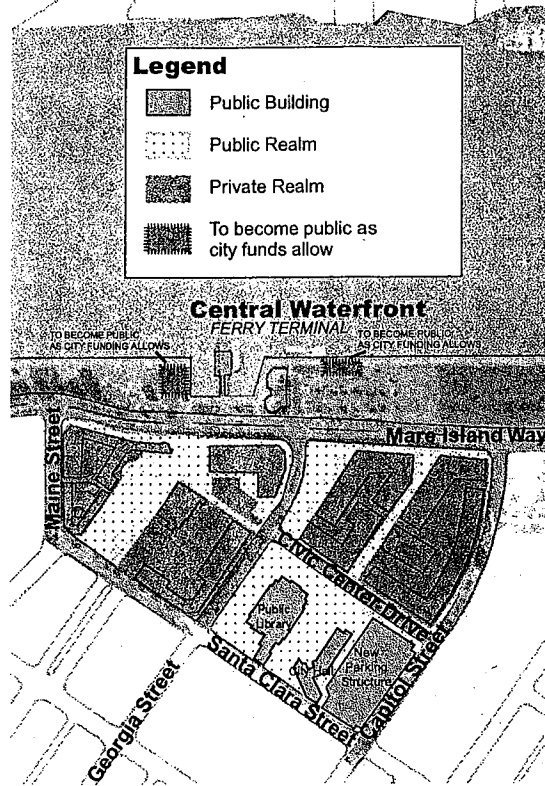 Legend
Public Building
Public Realm
Private Realm
To become public as
city funds allow
Central Waterfront
FERRY TERMINAL
TO BECOME PUBLIC
AS CITY FUNDING ALLOWS
TO BECOME PUBLIC
AS CITY FUNDING ALLOWS
Mare Island Way
Maine Street
Civic Center Drive
Public
Library
City Hall
New
Parking
Structure
Santa Clara Street
Capitol Street
Georgia Street